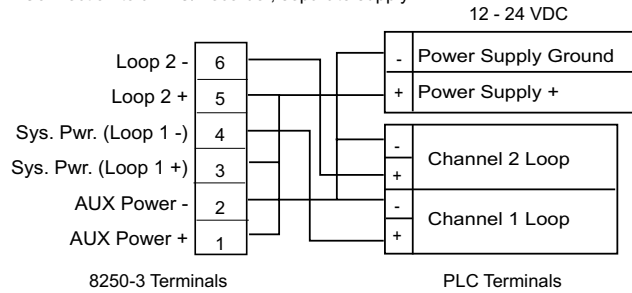 12 - 24 VDC
Loop 2 - 6
Loop 2 + 5
Sys. Pwr. (Loop 1 -) 4
Sys. Pwr. (Loop 1 +) 3
AUX Power - 2
AUX Power + 1
8250-3 Terminals
- Power Supply Ground
+ Power Supply +
-
Channel 2 Loop
+
-
Channel 1 Loop
+
PLC Terminals